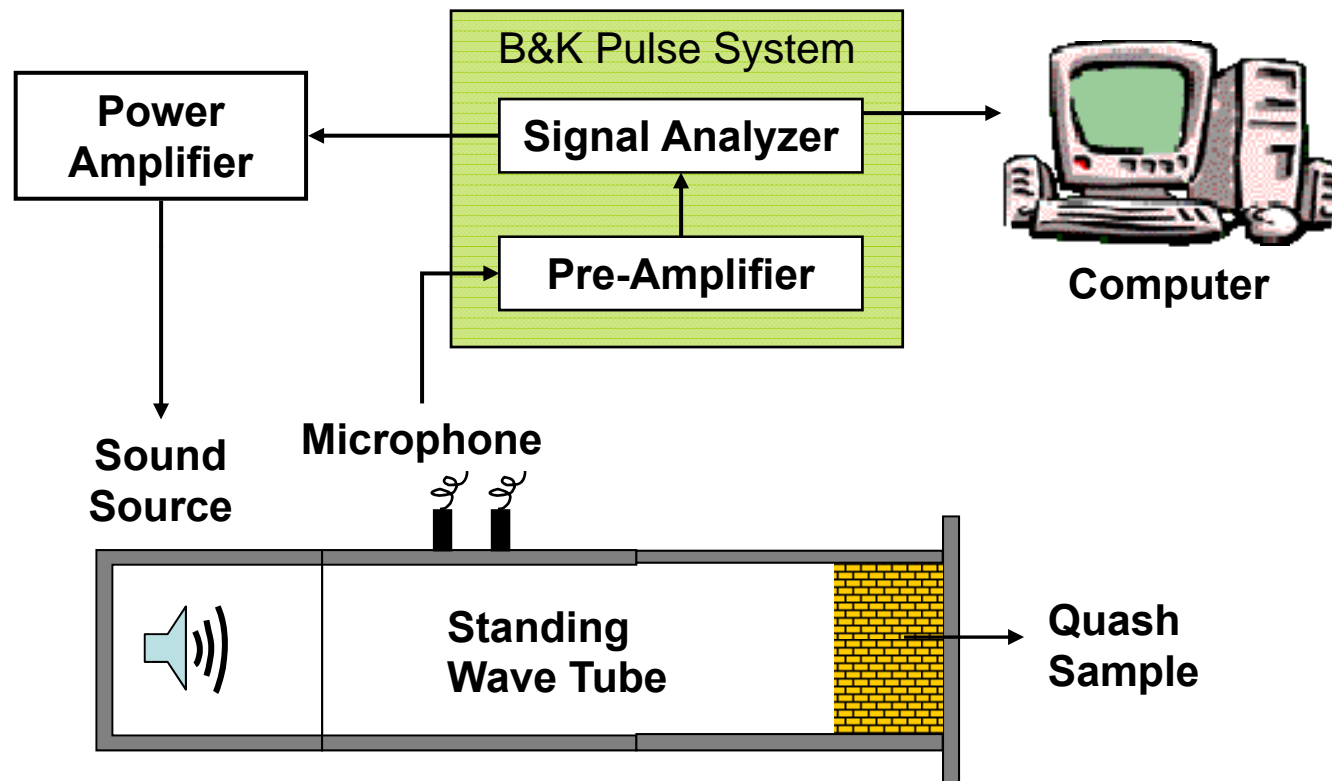 B&K Pulse System
Power
Amplifier
Signal Analyzer
Pre-Amplifier
Computer
Microphone
Sound
Source
Standing
Wave Tube
Quash
Sample